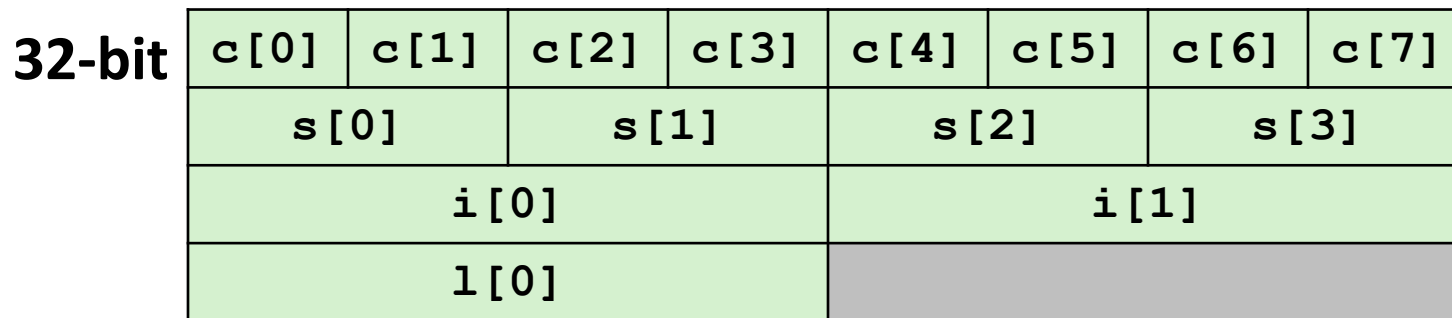 32-bit c[0] c[1] c[2] c[3] c[4] c[5] c[6] c[7]
s[0] s[1] s[2] s[3]
i[0] i[1]
l[0]